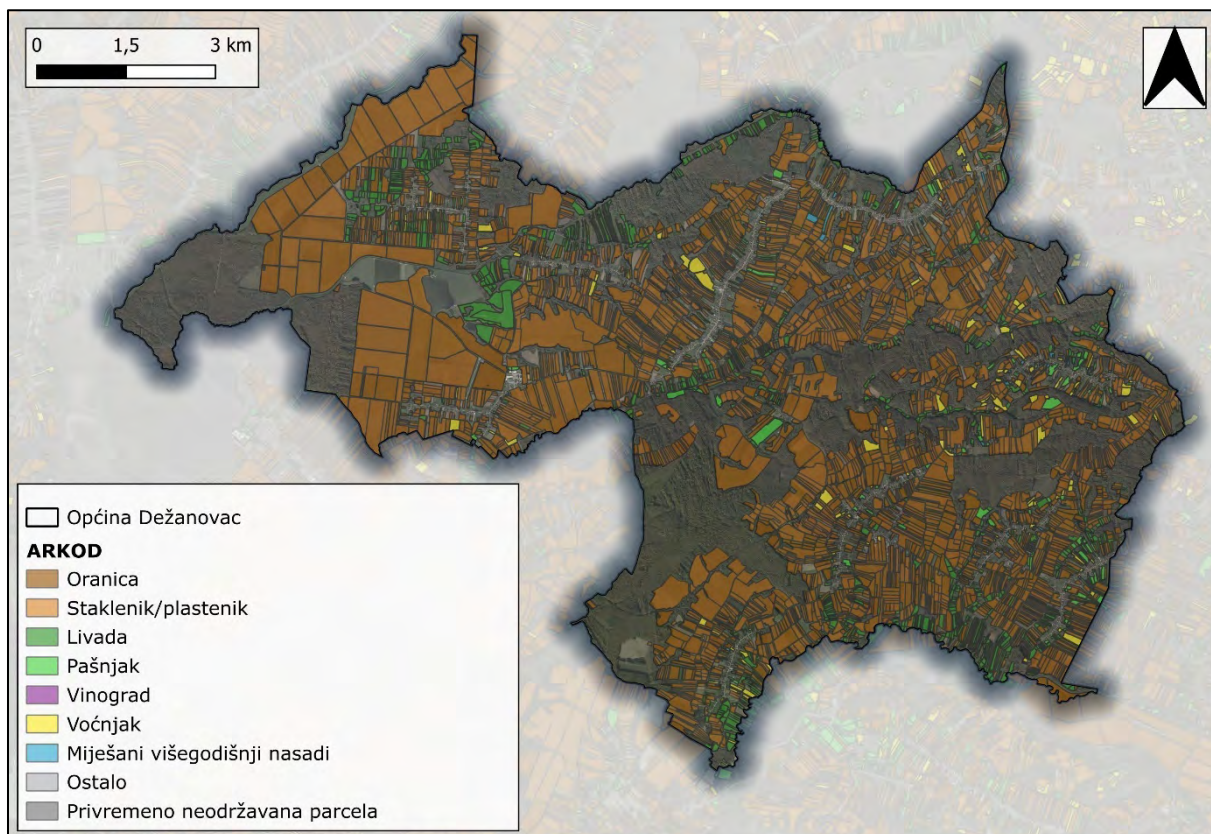 0 1,5 3 km
Općina Dežanovac
ARKOD
Oranica
Staklenik/plastenik
Livada
Pašnjak
Vinograd
Voćnjak
Miješani višegodišnji nasadi
Ostalo
Privremeno neodržavana parcela